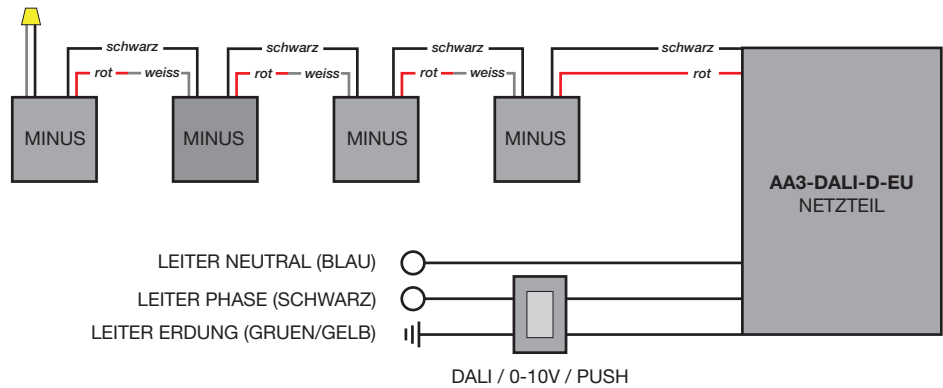 schwarz schwarz schwarz schwarz
rot weiss rot weiss rot weiss rot
MINUS MINUS MINUS MINUS
AA3-DALI-D-EU
NETZTEIL
LEITER NEUTRAL (BLAU)
LEITER PHASE (SCHWARZ)
LEITER ERDUNG (GRUEN/GELB)
DALI / 0-10V / PUSH